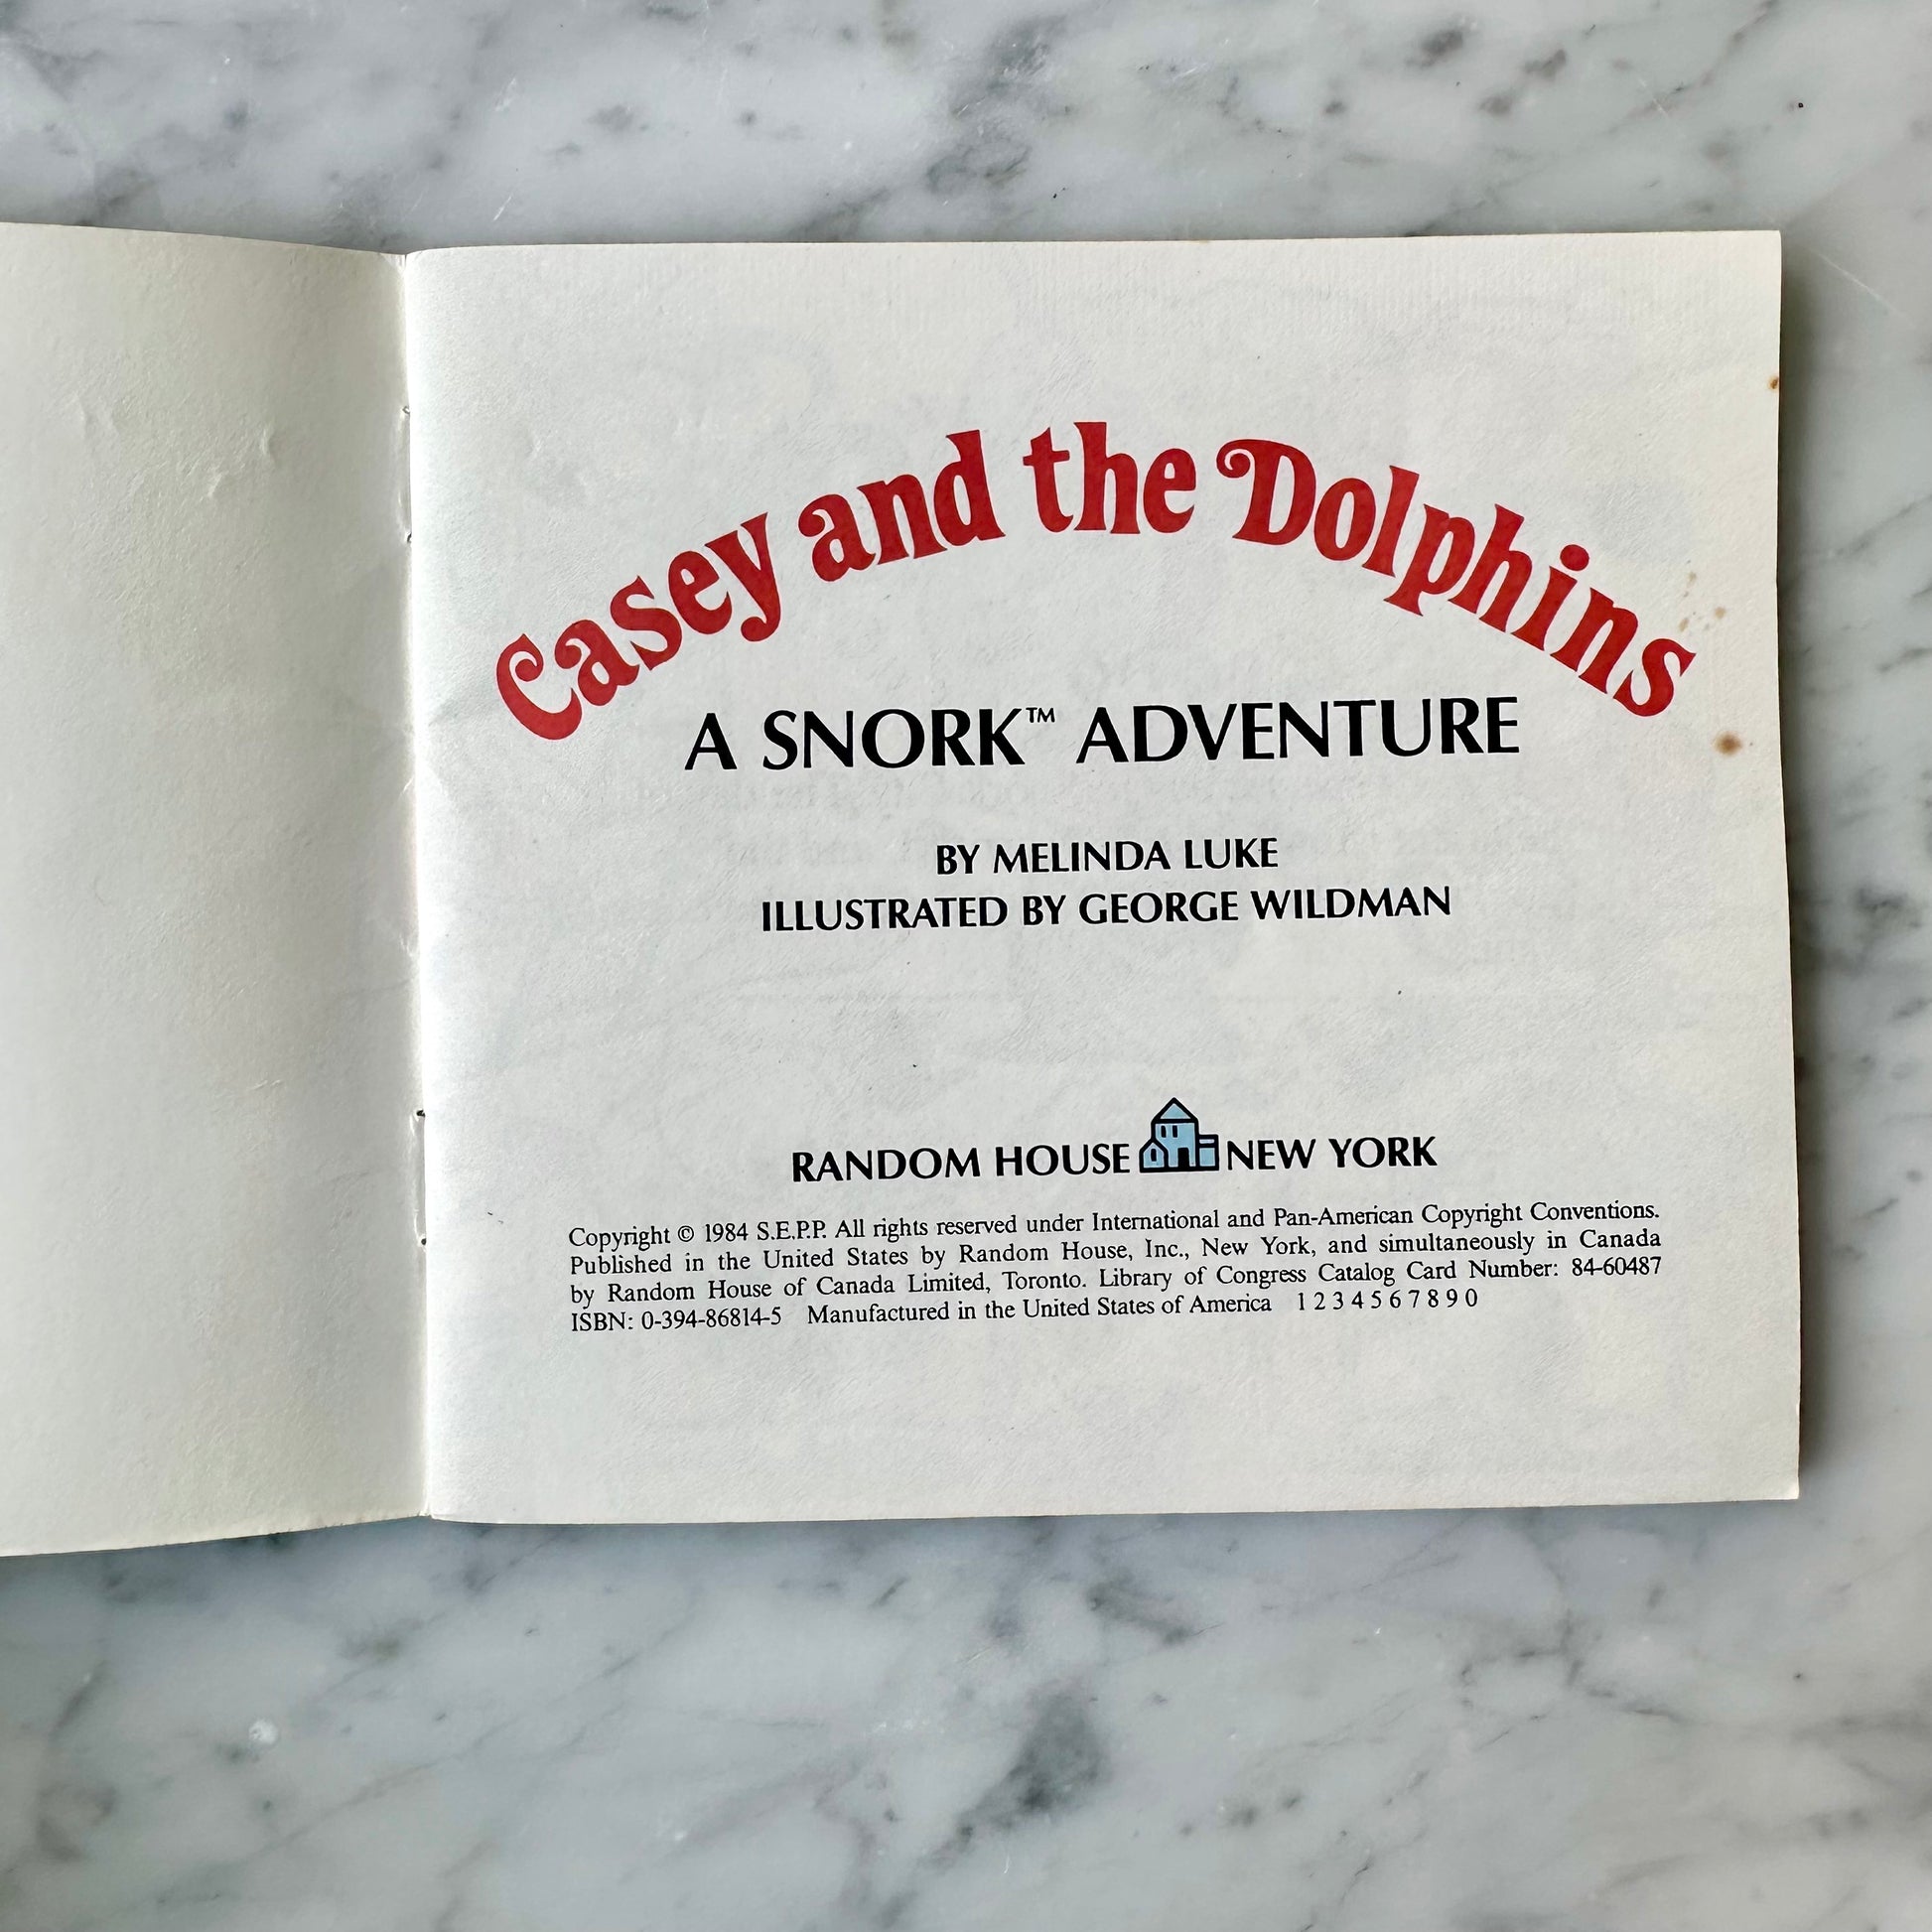 Casey and the Dolphins
A SNORK™ ADVENTURE
BY MELINDA LUKE
ILLUSTRATED BY GEORGE WILDMAN
RANDOM HOUSE NEW YORK
Copyright © 1984 S.E.P.P. All rights reserved under International and Pan-American Copyright Conventions.
Published in the United States by Random House, Inc., New York, and simultaneously in Canada
by Random House of Canada Limited, Toronto. Library of Congress Catalog Card Number: 84-60487
ISBN: 0-394-86814-5 Manufactured in the United States of America 1 2 3 4 5 6 7 8 9 0